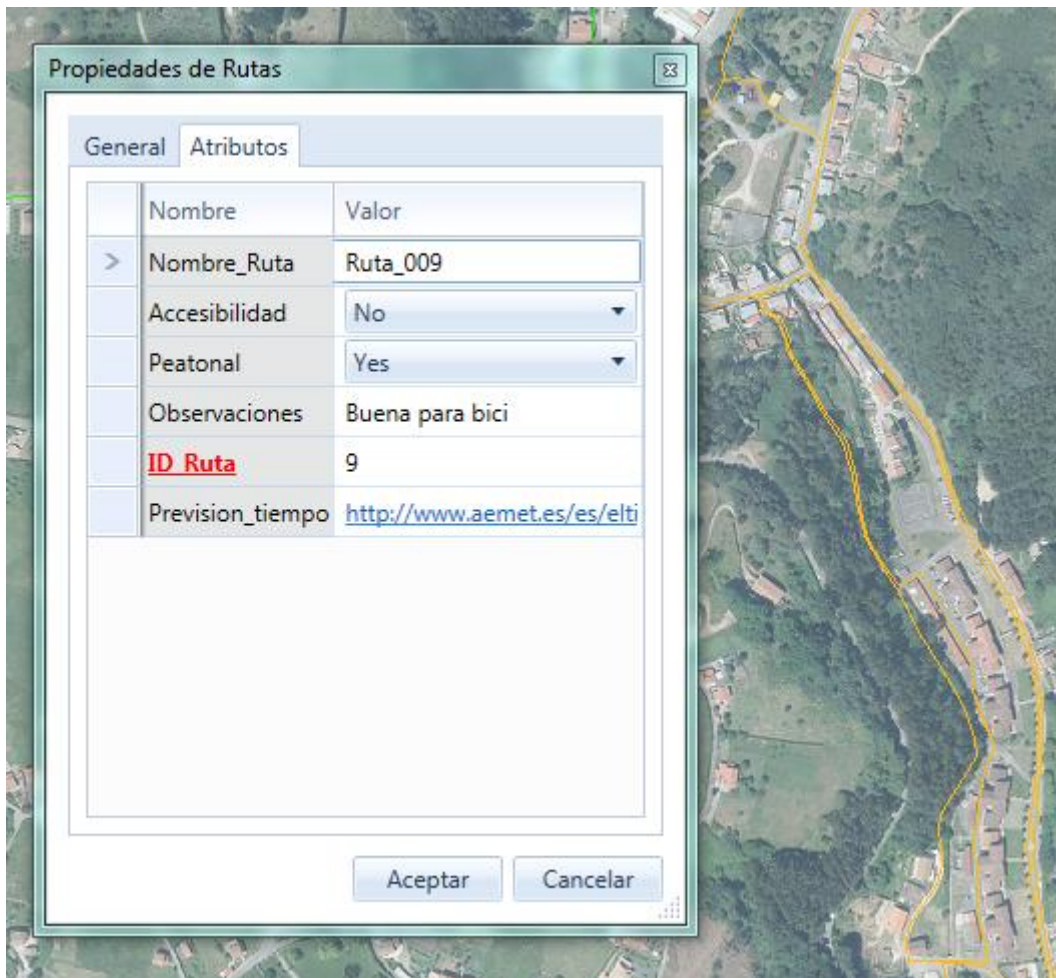 Propiedades de Rutas
General Atributos
Nombre Valor
Nombre_Ruta Ruta_009
Accesibilidad No
Peatonal Yes
Observaciones Buena para bici
ID_Ruta 9
Prevision_tiempo http://www.aemet.es/es/elti
Aceptar Cancelar